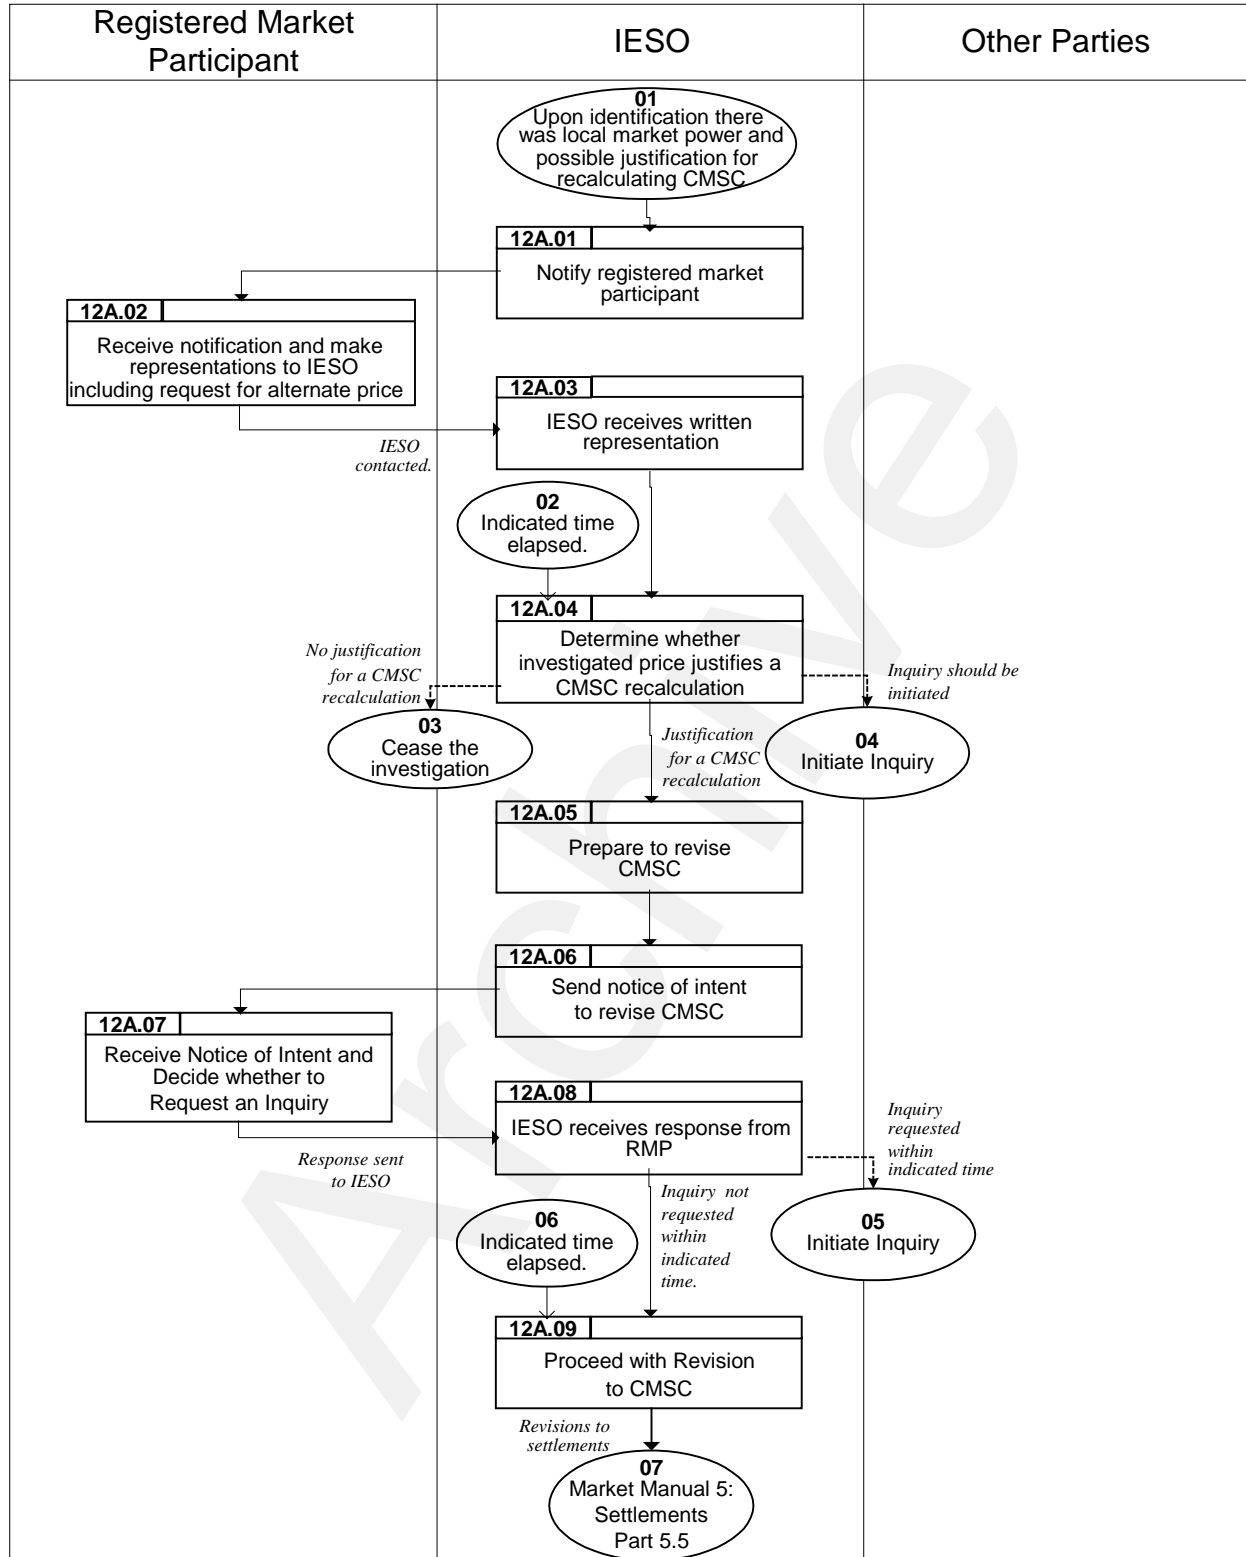 Registered Market
Participant
IESO
Other Parties
01
Upon identification there
was local market power and
possible justification for
recalculating CMSC
12A.01
Notify registered market
participant
12A.02
Receive notification and make
representations to IESO
including request for alternate price
IESO
contacted.
12A.03
IESO receives written
representation
02
Indicated time
elapsed.
12A.04
Determine whether
investigated price justifies a
CMSC recalculation
No justification
for a CMSC
recalculation
03
Cease the
investigation
Inquiry should be
initiated
04
Initiate Inquiry
Justification
for a CMSC
recalculation
12A.05
Prepare to revise
CMSC
12A.06
Send notice of intent
to revise CMSC
12A.07
Receive Notice of Intent and
Decide whether to
Request an Inquiry
Response sent
to IESO
12A.08
IESO receives response from
RMP
Inquiry
requested
within
indicated time
05
Initiate Inquiry
Inquiry not
requested
within
indicated
time.
06
Indicated time
elapsed.
12A.09
Proceed with Revision
to CMSC
Revisions to
settlements
07
Market Manual 5:
Settlements
Part 5.5
Archive